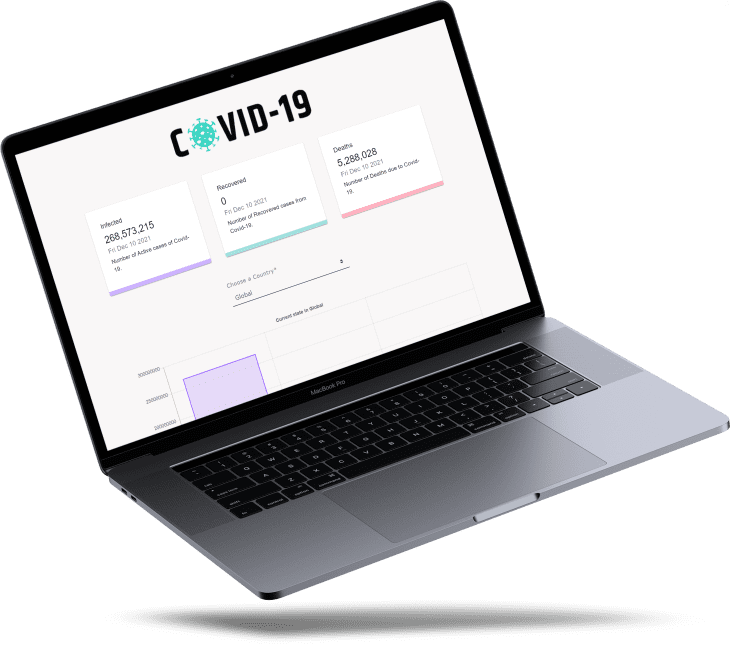 COVID-19
Infected
268,573,215
Fri Dec 10 2021
Number of Active cases of Covid-
19.
Recovered
0
Fri Dec 10 2021
Number of Recovered cases from
Covid-19.
Deaths
5,288,028
Fri Dec 10 2021
Number of Deaths due to Covid-
19.
Choose a Country*
Global
Current state in Global
300000000
250000000
MacBook Pro